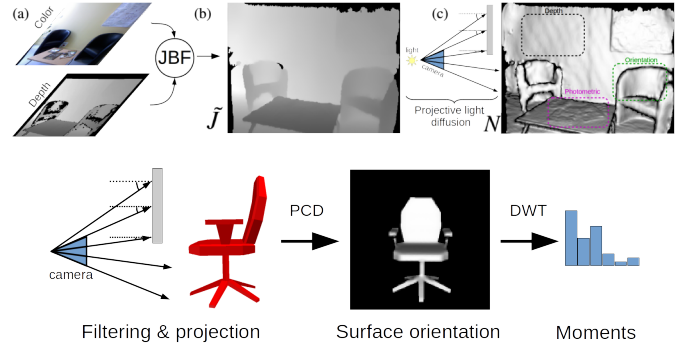 (a)
Color
Depth
JBF
(b)
J̃
(c)
light
camera
Projective light
diffusion
N
Depth
Orientation
Photometric
camera
PCD
DWT
Filtering & projection
Surface orientation
Moments